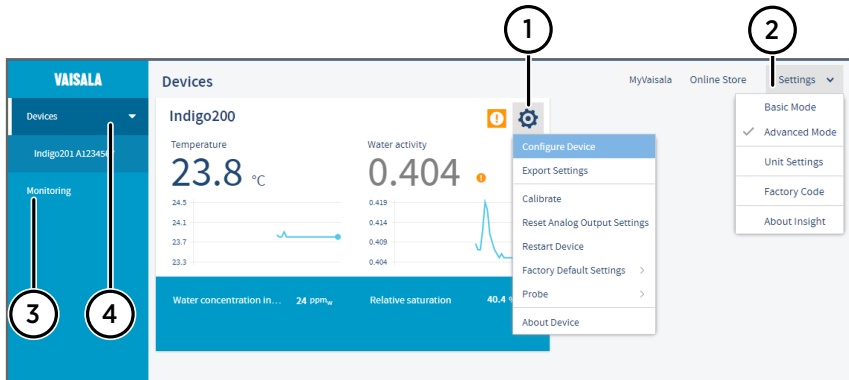 1
2
VAISALA
Devices
MyVaisala Online Store Settings
Devices
Indigo201 A123456
Monitoring
Indigo200
Temperature
23.8 °C
24.5
24.1
23.7
23.3
Water activity
0.404
0.419
0.414
0.409
0.404
Water concentration in... 24 ppmw
Relative saturation 40.4
Configure Device
Export Settings
Calibrate
Reset Analog Output Settings
Restart Device
Factory Default Settings
Probe
About Device
Basic Mode
Advanced Mode
Unit Settings
Factory Code
About Insight
3
4